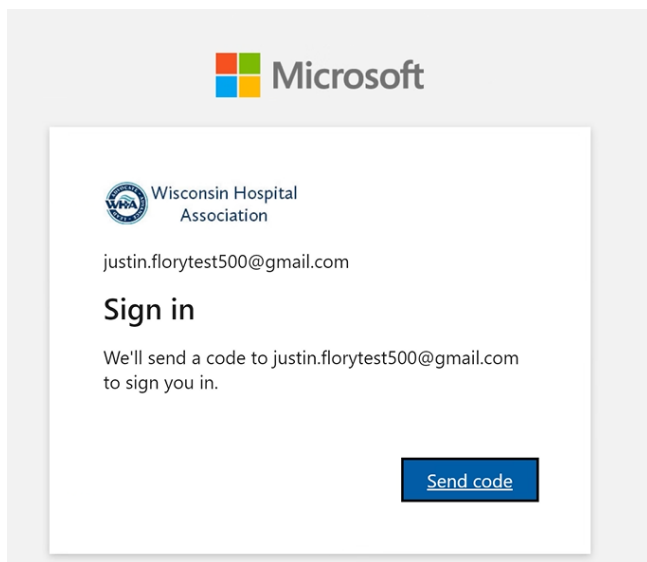 Microsoft
WHA
Wisconsin Hospital
Association
justin.florytest500@gmail.com
Sign in
We'll send a code to justin.florytest500@gmail.com
to sign you in.
Send code